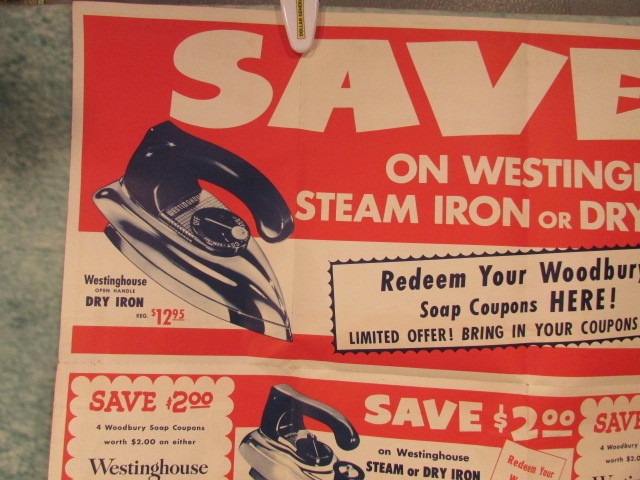 SAVE
ON WESTINGH
STEAM IRON OR DRY
Westinghouse
OPEN HANDLE
DRY IRON
REG. $12.95
Redeem Your Woodbury
Soap Coupons HERE!
LIMITED OFFER! BRING IN YOUR COUPONS
SAVE $2.00
4 Woodbury Soap Coupons
worth $2.00 on either
Westinghouse
SAVE $2.00
on Westinghouse
STEAM or DRY IRON
Redeem Your
SAVE
4 Woodbury
worth $
We